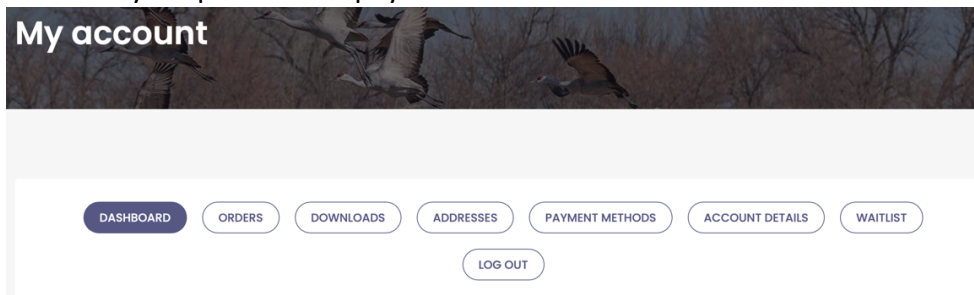 My account
DASHBOARD ORDERS DOWNLOADS ADDRESSES PAYMENT METHODS ACCOUNT DETAILS WAITLIST
LOG OUT